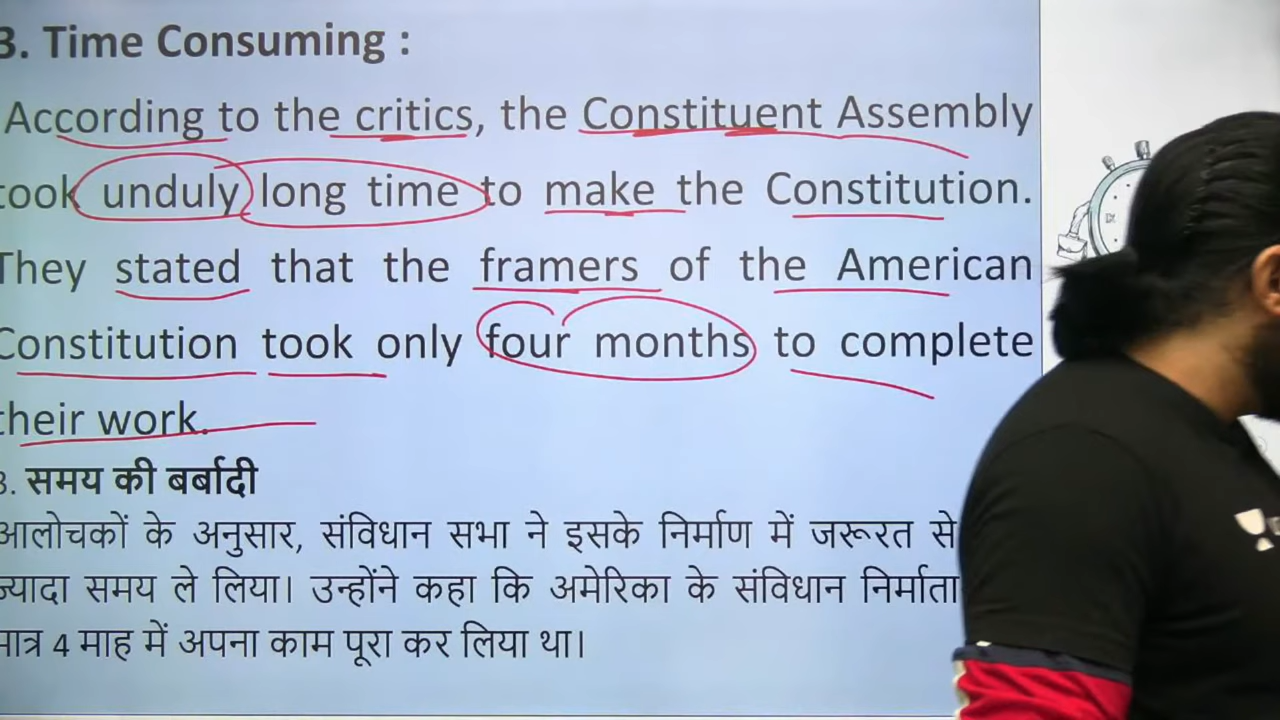 3. Time Consuming :
According to the critics, the Constituent Assembly
took unduly long time to make the Constitution.
They stated that the framers of the American
Constitution took only four months to complete
their work.
3. समय की बर्बादी
आलोचकों के अनुसार, संविधान सभा ने इसके निर्माण में जरूरत से
ज्यादा समय ले लिया। उन्होंने कहा कि अमेरिका के संविधान निर्माता
मात्र 4 माह में अपना काम पूरा कर लिया था।